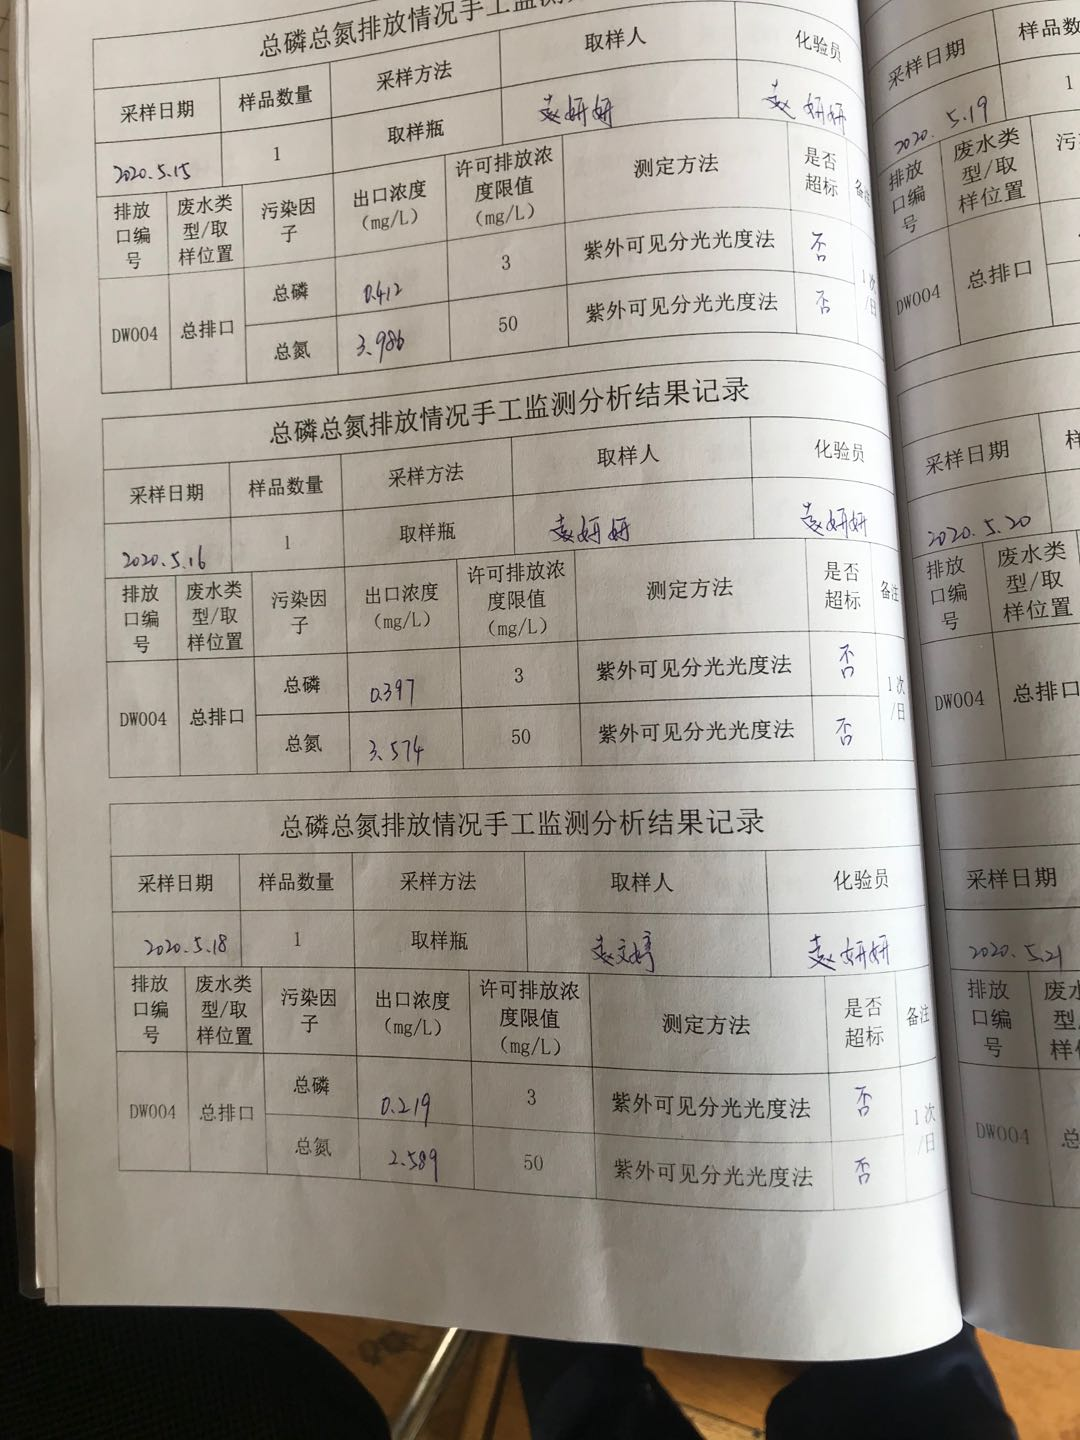 总磷总氮排放情况手工监测
采样日期 样品数量 采样方法 取样人 化验员
2020.5.15 1 取样瓶 赵妍妍 赵妍妍
排放口编号 废水类型/取样位置 污染因子 出口浓度(mg/L) 许可排放浓度限值(mg/L) 测定方法 是否超标 备注
DW004 总排口 总磷 0.412 3 紫外可见分光光度法 否 1次/日
总氮 3.986 50 紫外可见分光光度法 否
总磷总氮排放情况手工监测分析结果记录
采样日期 样品数量 采样方法 取样人 化验员
2020.5.16 1 取样瓶 赵妍妍 赵妍妍
排放口编号 废水类型/取样位置 污染因子 出口浓度(mg/L) 许可排放浓度限值(mg/L) 测定方法 是否超标 备注
DW004 总排口 总磷 0.397 3 紫外可见分光光度法 否 1次/日
总氮 3.574 50 紫外可见分光光度法 否
总磷总氮排放情况手工监测分析结果记录
采样日期 样品数量 采样方法 取样人 化验员
2020.5.18 1 取样瓶 赵文婷 赵妍妍
排放口编号 废水类型/取样位置 污染因子 出口浓度(mg/L) 许可排放浓度限值(mg/L) 测定方法 是否超标 备注
DW004 总排口 总磷 0.219 3 紫外可见分光光度法 否 1次/日
总氮 2.589 50 紫外可见分光光度法 否
采样日期 样品数
2020.5.19 1
排放口编号 废水类型/取样位置 污
DW004 总排口
采样日期 样
2020.5.20
排放口编号 废水类型/取样位置
DW004 总排口
采样日期
2020.5.21
排放口编号 废水型/样
DW004 总